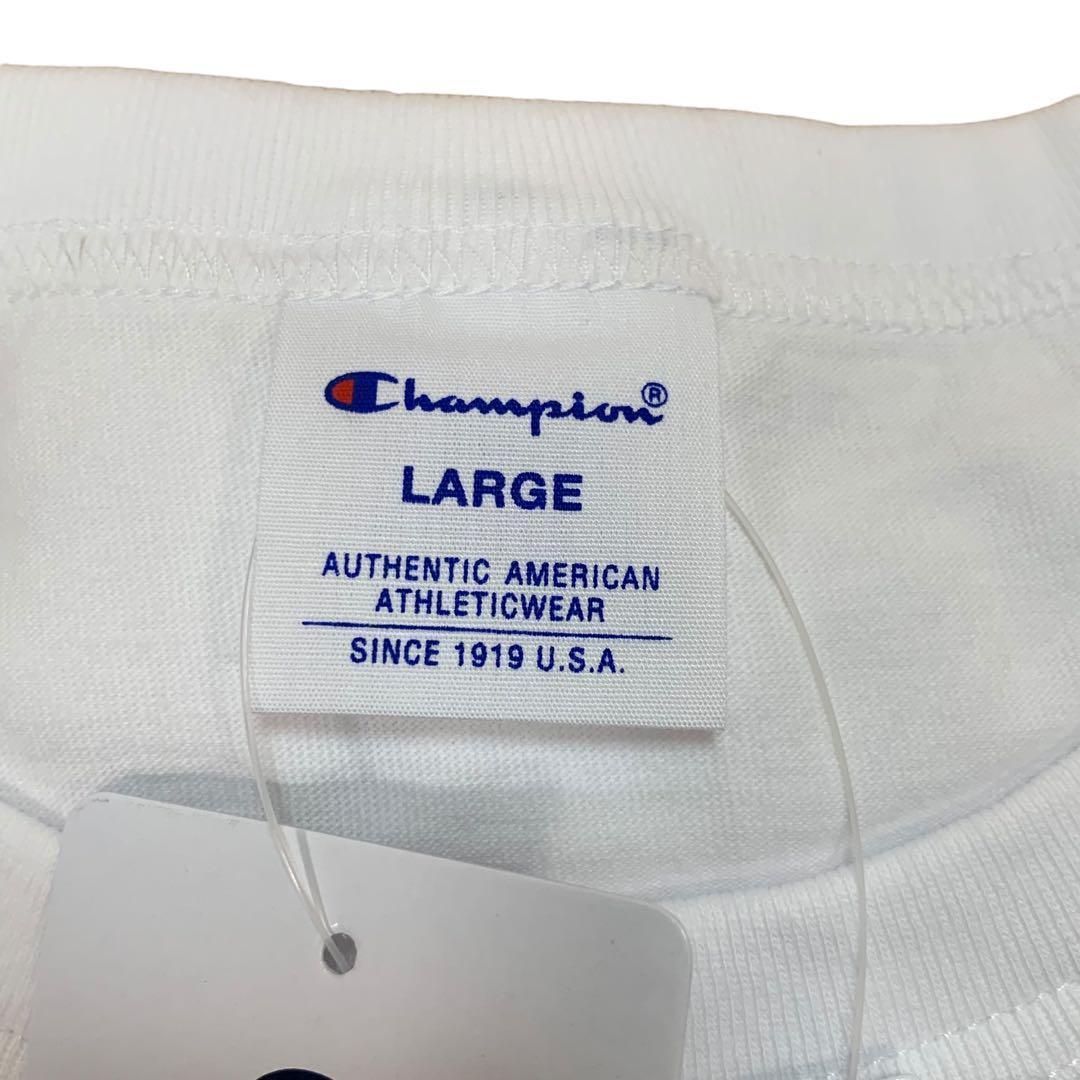 Champion®
LARGE
AUTHENTIC AMERICAN
ATHLETICWEAR
SINCE 1919 U.S.A.